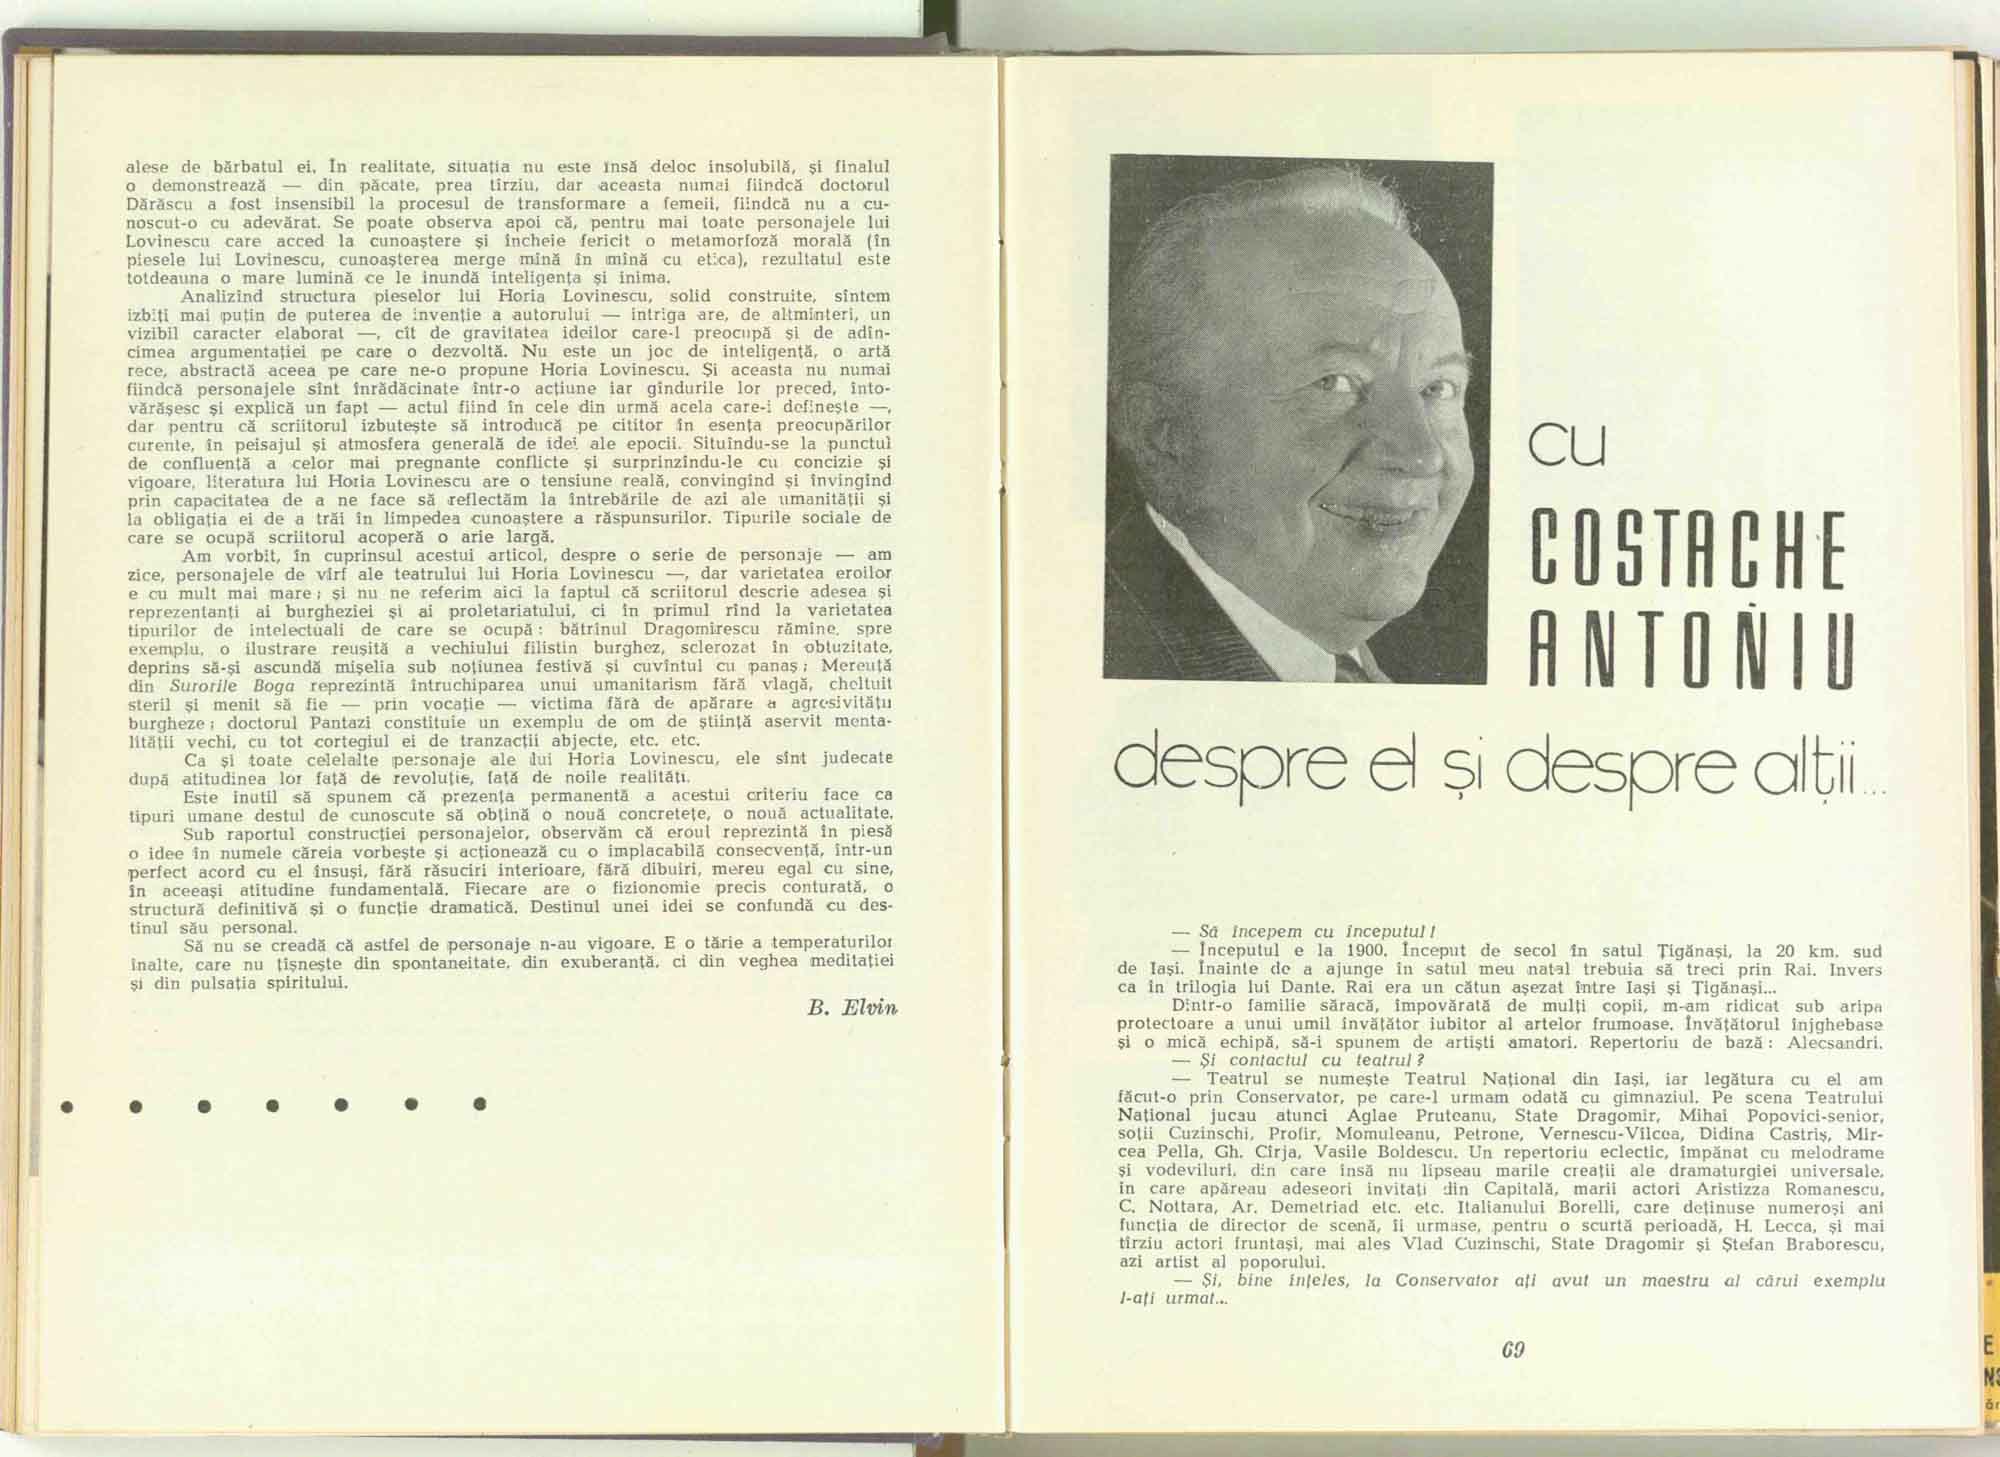 alese de bărbatul ei. În realitate, situația nu este însă deloc insolubilă, și finalul
o demonstrează — din păcate, prea tîrziu, dar aceasta numai fiindcă doctorul
Dărăscu a fost insensibil la procesul de transformare a femeii, fiindcă nu a cu-
noscut-o cu adevărat. Se poate observa apoi că, pentru mai toate personajele lui
Lovinescu care acced la cunoaștere și încheie fericit o metamorfoză morală (în
piesele lui Lovinescu, cunoașterea merge mînă în mînă cu etica), rezultatul este
totdeauna o mare lumină ce le inundă inteligența și inima.
Analizînd structura pieselor lui Horia Lovinescu, solid construite, sîntem
izbiți mai puțin de puterea de invenție a autorului — intriga are, de altminteri, un
vizibil caracter elaborat —, cît de gravitatea ideilor care-l preocupă și de adîn-
cimea argumentației pe care o dezvoltă. Nu este un joc de inteligență, o artă
rece, abstractă aceea pe care ne-o propune Horia Lovinescu. Și aceasta nu numai
fiindcă personajele sînt înrădăcinate într-o acțiune iar gîndurile lor preced, înto-
vărășesc și explică un fapt — actul fiind în cele din urmă acela care-i definește —,
dar pentru că scriitorul izbutește să introducă pe cititor în esența preocupărilor
curente, în peisajul și atmosfera generală de idei ale epocii. Situîndu-se la punctul
de confluență a celor mai pregnante conflicte și surprinzîndu-le cu concizie și
vigoare, literatura lui Horia Lovinescu are o tensiune reală, convingînd și învingînd
prin capacitatea de a ne face să reflectăm la întrebările de azi ale umanității și
la obligația ei de a trăi în limpedea cunoaștere a răspunsurilor. Tipurile sociale de
care se ocupă scriitorul acoperă o arie largă.
Am vorbit, în cuprinsul acestui articol, despre o serie de personaje — am
zice, personajele de vîrf ale teatrului lui Horia Lovinescu —, dar varietatea eroilor
e cu mult mai mare ; și nu ne referim aici la faptul că scriitorul descrie adesea și
reprezentanți ai burgheziei și ai proletariatului, ci în primul rînd la varietatea
tipurilor de intelectuali de care se ocupă : bătrînul Dragomirescu rămîne, spre
exemplu, o ilustrare reușită a vechiului filistin burghez, sclerozat în obtuzitate,
deprins să-și ascundă mișelia sub noțiunea festivă și cuvîntul cu panaș ; Mereuță
din Surorile Boga reprezintă întruchiparea unui umanitarism fără vlagă, cheltuit
steril și menit să fie — prin vocație — victima fără de apărare a agresivității
burgheze ; doctorul Pantazi constituie un exemplu de om de știință aservit menta-
lității vechi, cu tot cortegiul ei de tranzacții abjecte, etc. etc.
Ca și toate celelalte personaje ale lui Horia Lovinescu, ele sînt judecate
după atitudinea lor față de revoluție, față de noile realități.
Este inutil să spunem că prezența permanentă a acestui criteriu face ca
tipuri umane destul de cunoscute să obțină o nouă concretețe, o nouă actualitate.
Sub raportul construcției personajelor, observăm că eroul reprezintă în piesă
o idee în numele căreia vorbește și acționează cu o implacabilă consecvență, într-un
perfect acord cu el însuși, fără răsuciri interioare, fără dibuiri, mereu egal cu sine,
în aceeași atitudine fundamentală. Fiecare are o fizionomie precis conturată, o
structură definitivă și o funcție dramatică. Destinul unei idei se confundă cu des-
tinul său personal.
Să nu se creadă că astfel de personaje n-au vigoare. E o tărie a temperaturilor
înalte, care nu țîșnește din spontaneitate, din exuberanță, ci din veghea meditației
și din pulsația spiritului.
B. Elvin
cu
COSTACHE
ANTONIU
despre el și despre alții...
— Să începem cu începutul !
— Începutul e la 1900. Început de secol în satul Țigănași, la 20 km. sud
de Iași. Înainte de a ajunge în satul meu natal trebuia să treci prin Rai. Invers
ca în trilogia lui Dante. Rai era un cătun așezat între Iași și Țigănași...
Dintr-o familie săracă, împovărată de mulți copii, m-am ridicat sub aripa
protectoare a unui umil învățător iubitor al artelor frumoase. Învățătorul înjghebase
și o mică echipă, să-i spunem de artiști amatori. Repertoriu de bază : Alecsandri.
— Și contactul cu teatrul ?
— Teatrul se numește Teatrul Național din Iași, iar legătura cu el am
făcut-o prin Conservator, pe care-l urmam odată cu gimnaziul. Pe scena Teatrului
Național jucau atunci Aglae Pruteanu, State Dragomir, Mihai Popovici-senior,
soții Cuzinschi, Profir, Momuleanu, Petrone, Vernescu-Vîlcea, Didina Castriș, Mir-
cea Pella, Gh. Cîrja, Vasile Boldescu. Un repertoriu eclectic, împănat cu melodrame
și vodeviluri, din care însă nu lipseau marile creații ale dramaturgiei universale,
în care apăreau adeseori invitați din Capitală, marii actori Aristizza Romanescu,
C. Nottara, Ar. Demetriad etc. etc. Italianului Borelli, care deținuse numeroși ani
funcția de director de scenă, îi urmase, pentru o scurtă perioadă, H. Lecca, și mai
tîrziu actori fruntași, mai ales Vlad Cuzinschi, State Dragomir și Ștefan Braborescu,
azi artist al poporului.
— Și, bine înțeles, la Conservator ați avut un maestru al cărui exemplu
l-ați urmat...
69